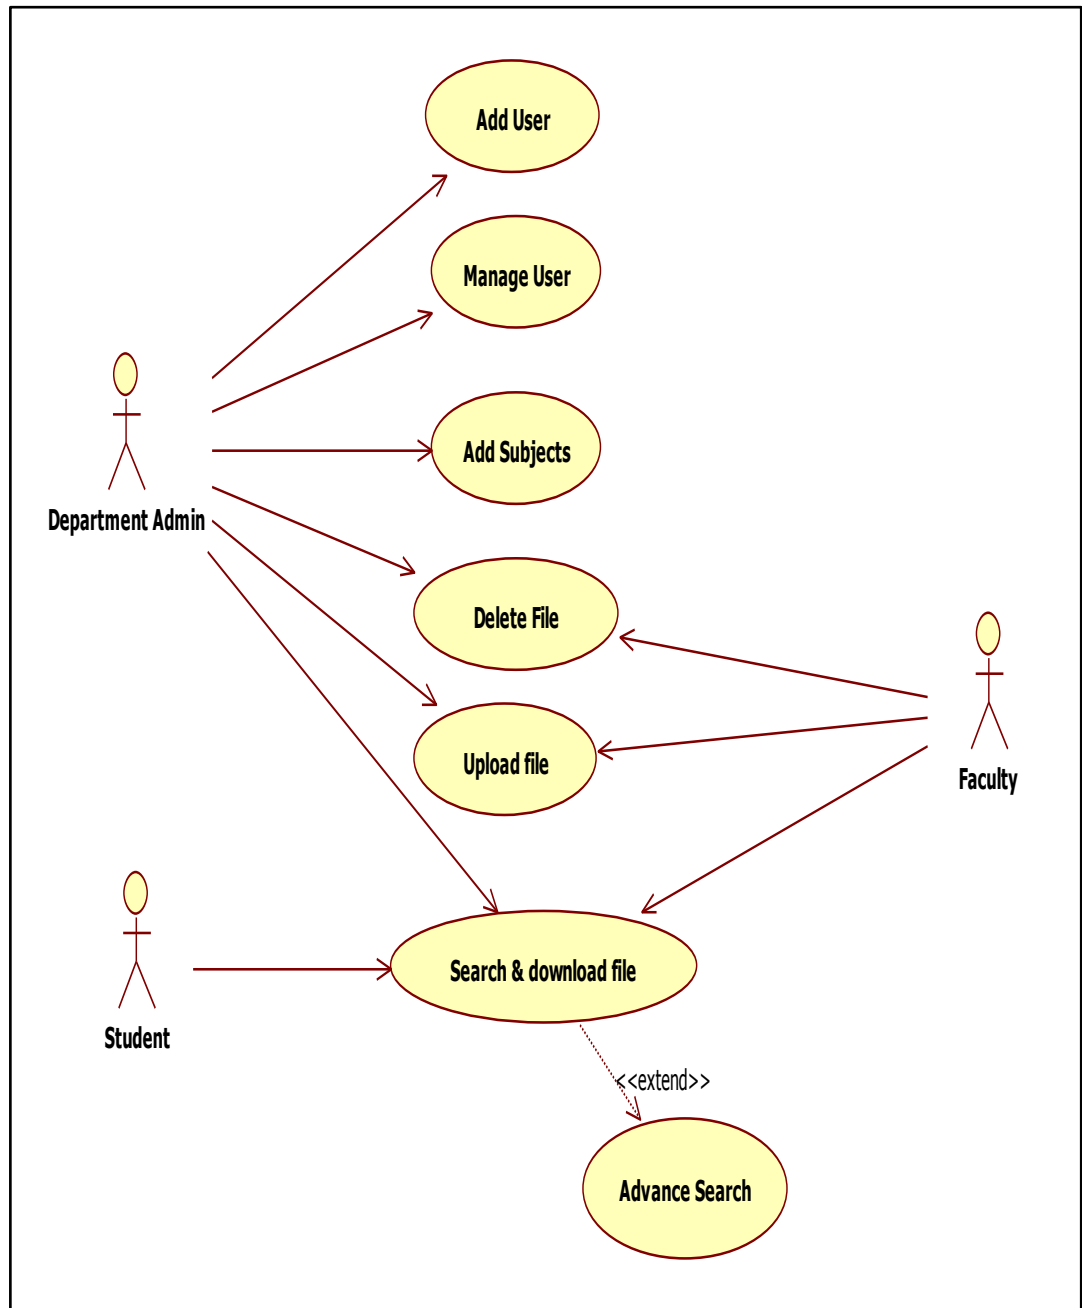 Add User
Manage User
Add Subjects
Department Admin
Delete File
Upload file
Faculty
Search & download file
Student
<<extend>>
Advance Search